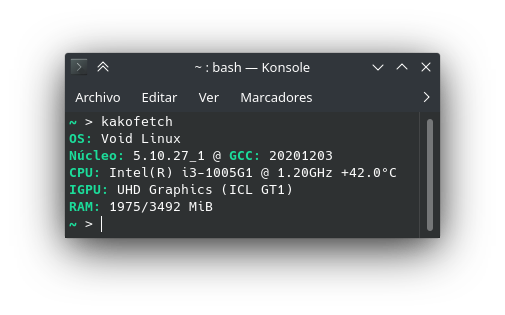 ~ : bash — Konsole
Archivo Editar Ver Marcadores
~ > kakofetch
OS: Void Linux
Núcleo: 5.10.27_1 @ GCC: 20201203
CPU: Intel(R) i3-1005G1 @ 1.20GHz +42.0°C
IGPU: UHD Graphics (ICL GT1)
RAM: 1975/3492 MiB
~ >